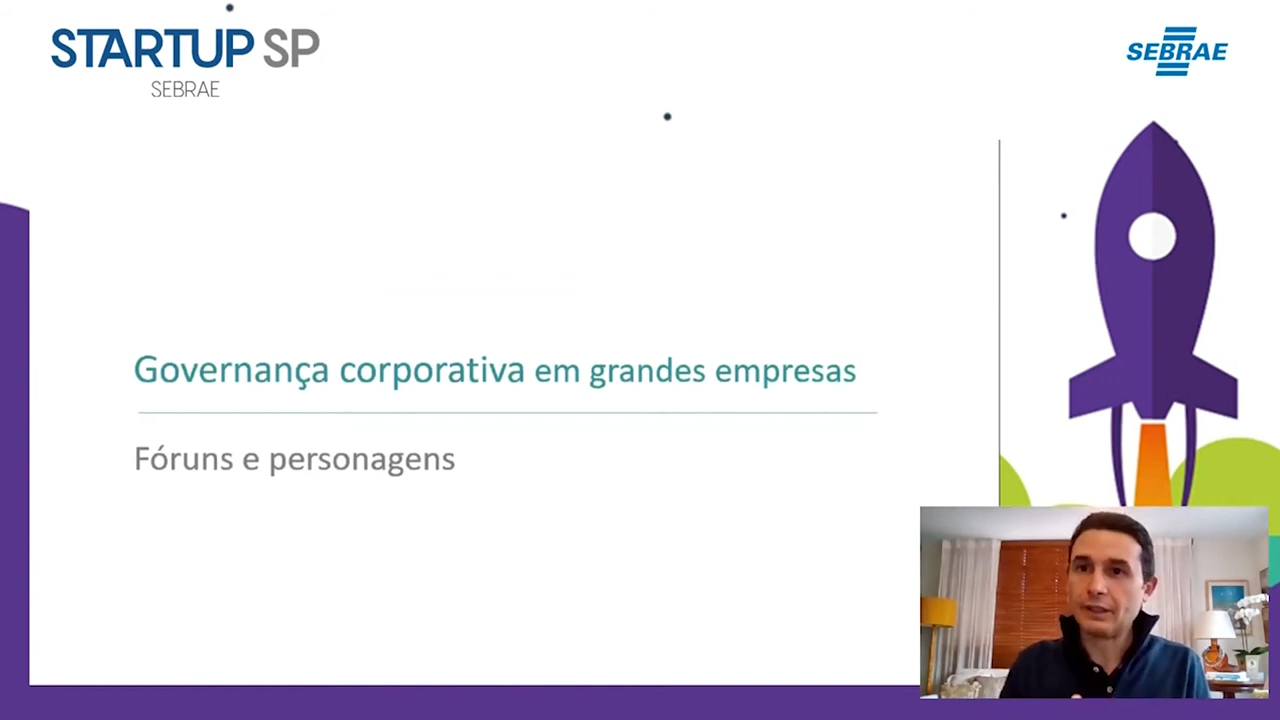 STARTUP SP
SEBRAE
SEBRAE
Governança corporativa em grandes empresas
Fóruns e personagens